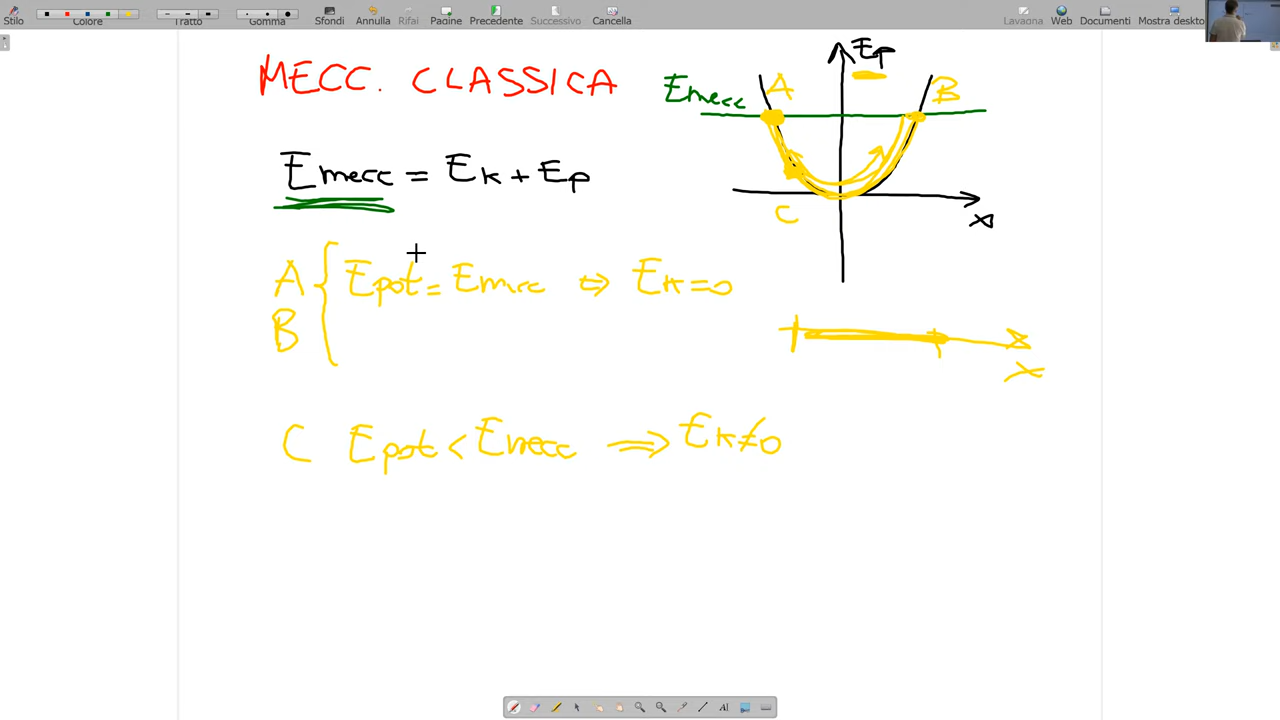 Stilo Colore Tratto Gomma Sfondi Annulla Rifai Pagine Precedente Successivo Cancella Lavagna Web Documenti Mostra deskto
MECC. CLASSICA
Emecc = Ek + Ep
Ep
Emecc
A
B
C
x
A { Epot = Emecc ⇔ Ek = 0
B
x
C Epot < Emecc ⟹ Ek ≠ 0